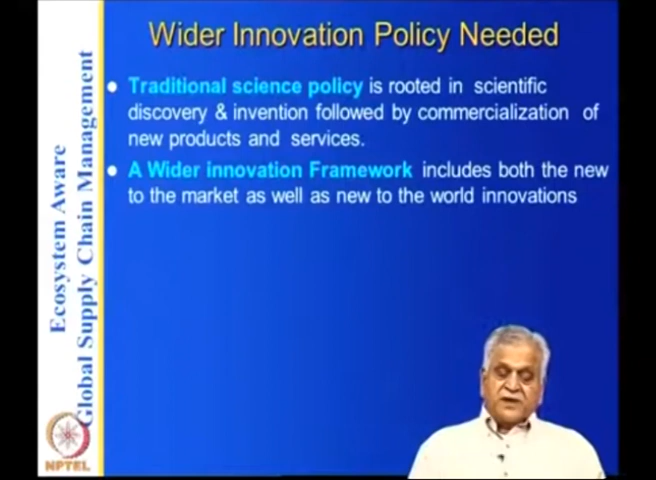 Wider Innovation Policy Needed
Traditional science policy is rooted in scientific
discovery & invention followed by commercialization of
new products and services.
A Wider innovation Framework includes both the new
to the market as well as new to the world innovations
Ecosystem Aware
Global Supply Chain Management
NPTEL